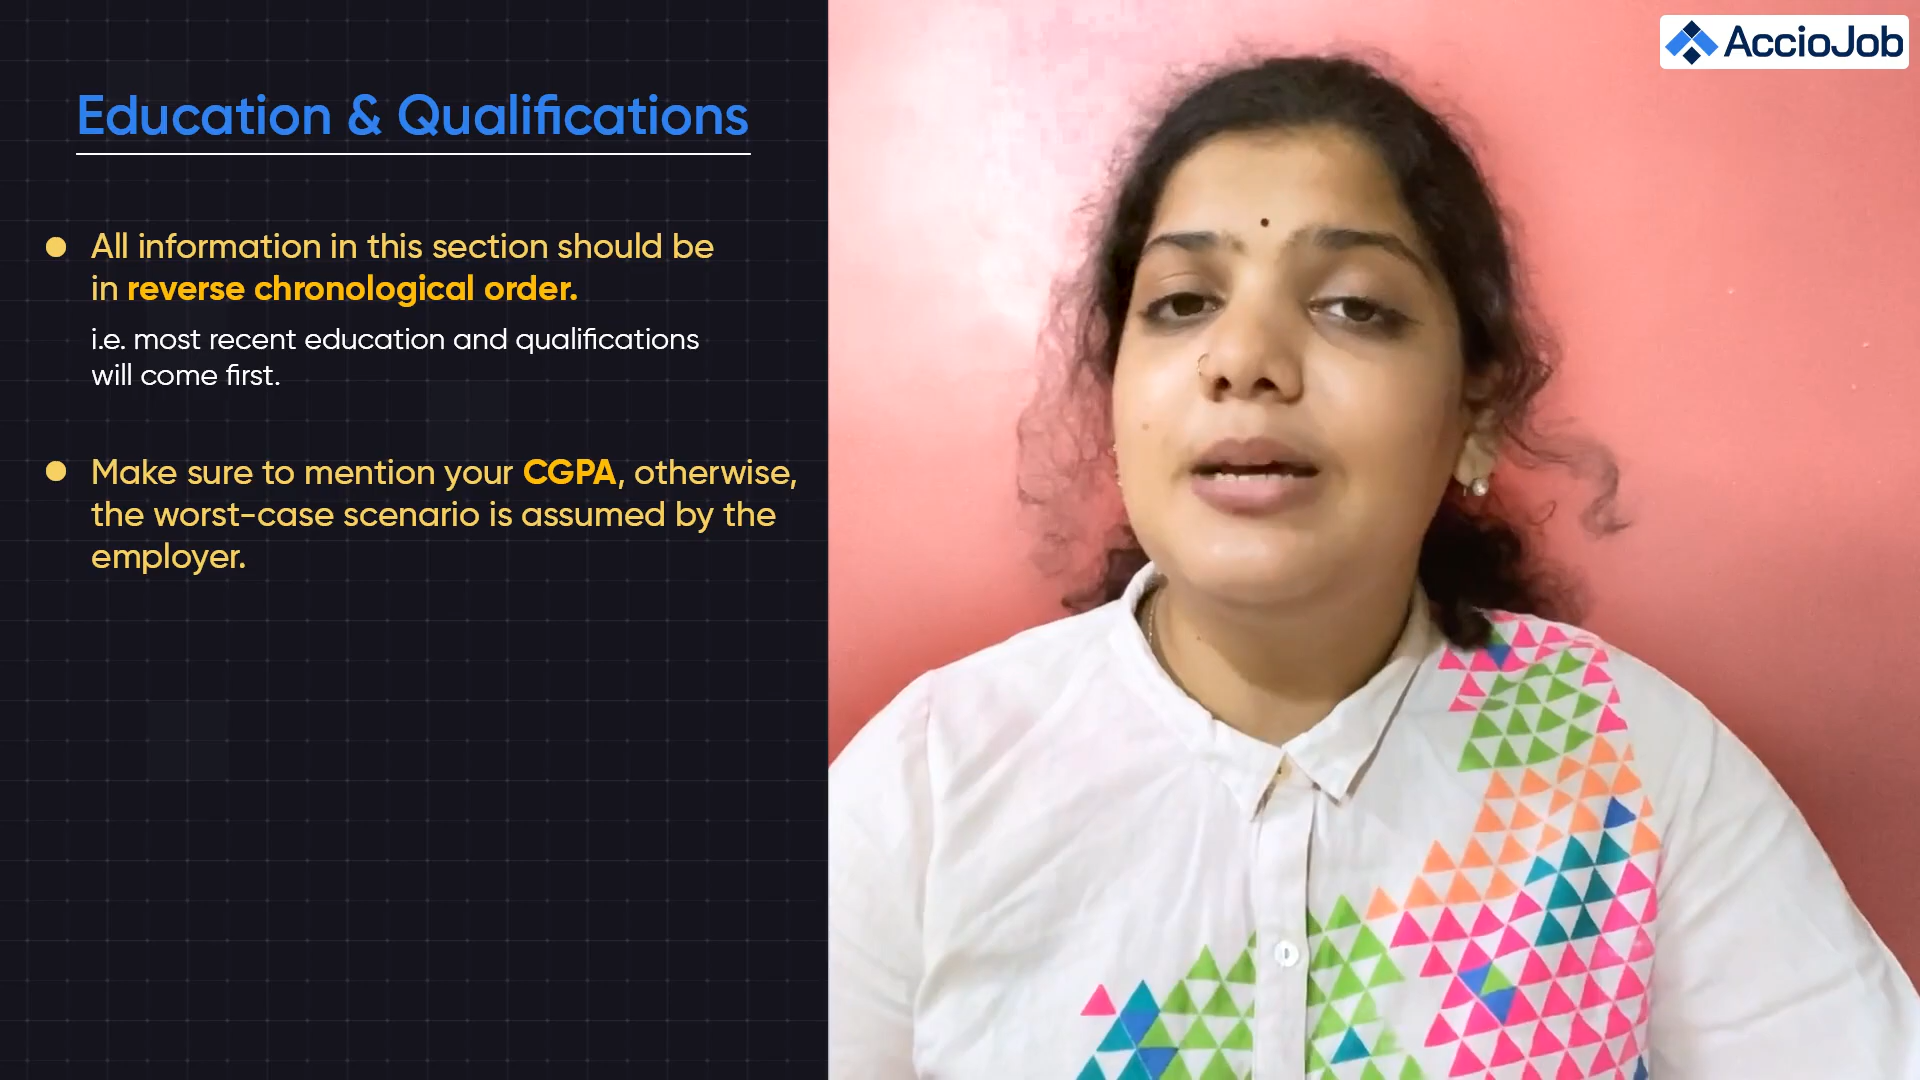 AccioJob
Education & Qualifications
All information in this section should be
in reverse chronological order.
i.e. most recent education and qualifications
will come first.
Make sure to mention your CGPA, otherwise,
the worst-case scenario is assumed by the
employer.